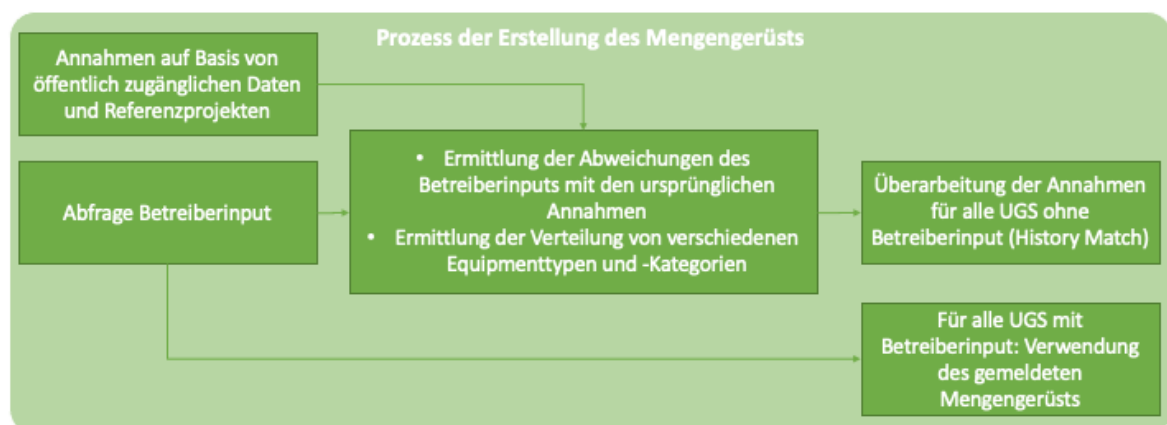 Prozess der Erstellung des Mengengerüsts
Annahmen auf Basis von
öffentlich zugänglichen Daten
und Referenzprojekten
Abfrage Betreiberinput
• Ermittlung der Abweichungen des
Betreiberinputs mit den ursprünglichen
Annahmen
• Ermittlung der Verteilung von verschiedenen
Equipmenttypen und -Kategorien
Überarbeitung der Annahmen
für alle UGS ohne
Betreiberinput (History Match)
Für alle UGS mit
Betreiberinput: Verwendung
des gemeldeten
Mengengerüsts